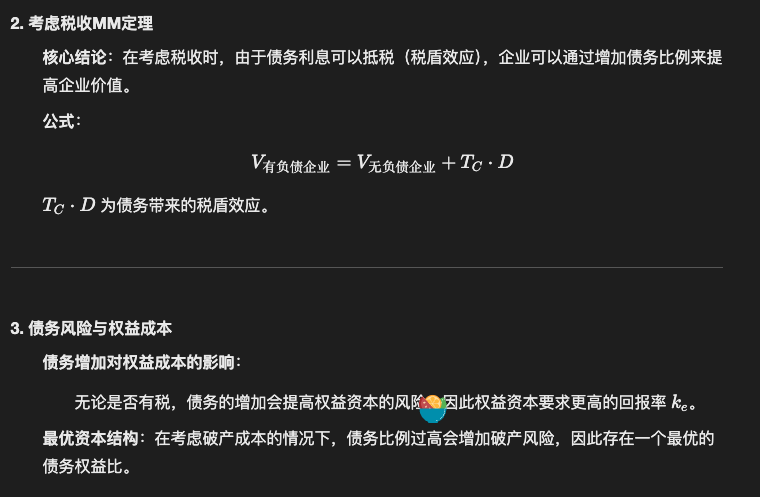 2. 考虑税收MM定理
核心结论：在考虑税收时，由于债务利息可以抵税（税盾效应），企业可以通过增加债务比例来提
高企业价值。
公式：
V有负债企业 = V无负债企业 + T_C · D
T_C · D 为债务带来的税盾效应。
3. 债务风险与权益成本
债务增加对权益成本的影响：
无论是否有税，债务的增加会提高权益资本的风险 因此权益资本要求更高的回报率 k_e。
最优资本结构：在考虑破产成本的情况下，债务比例过高会增加破产风险，因此存在一个最优的
债务权益比。